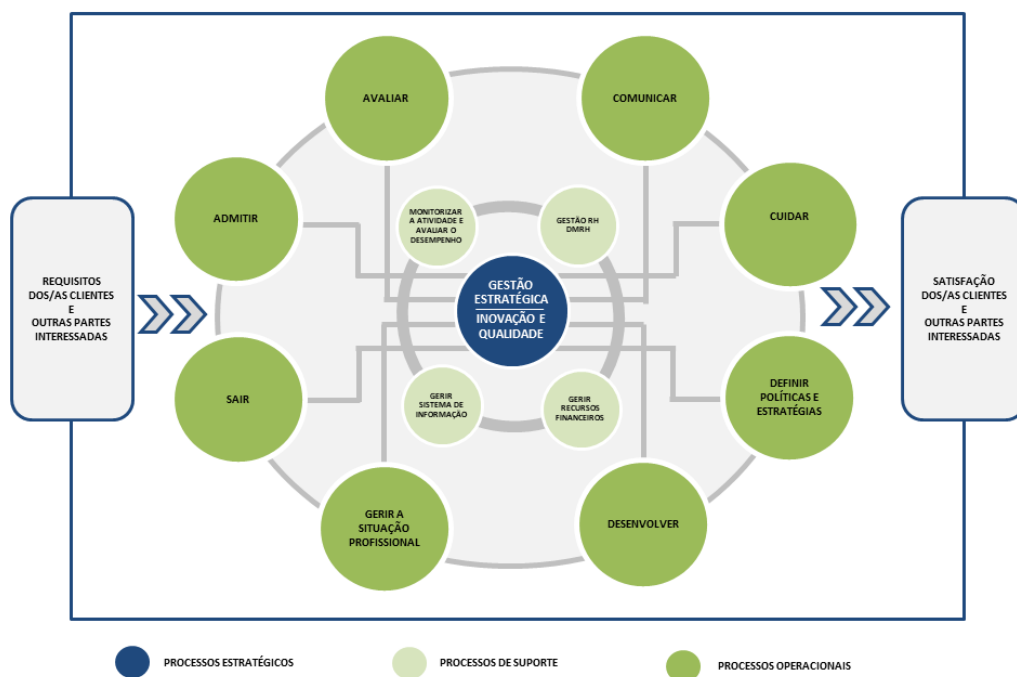 AVALIAR
COMUNICAR
ADMITIR
CUIDAR
MONITORIZAR
A ATIVIDADE E
AVALIAR O
DESEMPENHO
GESTÃO RH
DMRH
REQUISITOS
DOS/AS CLIENTES
E
OUTRAS PARTES
INTERESSADAS
GESTÃO
ESTRATÉGICA
INOVAÇÃO E
QUALIDADE
SATISFAÇÃO
DOS/AS CLIENTES
E
OUTRAS PARTES
INTERESSADAS
SAIR
GERIR
SISTEMA DE
INFORMAÇÃO
GERIR
RECURSOS
FINANCEIROS
DEFINIR
POLÍTICAS E
ESTRATÉGIAS
GERIR A
SITUAÇÃO
PROFISSIONAL
DESENVOLVER
PROCESSOS ESTRATÉGICOS
PROCESSOS DE SUPORTE
PROCESSOS OPERACIONAIS